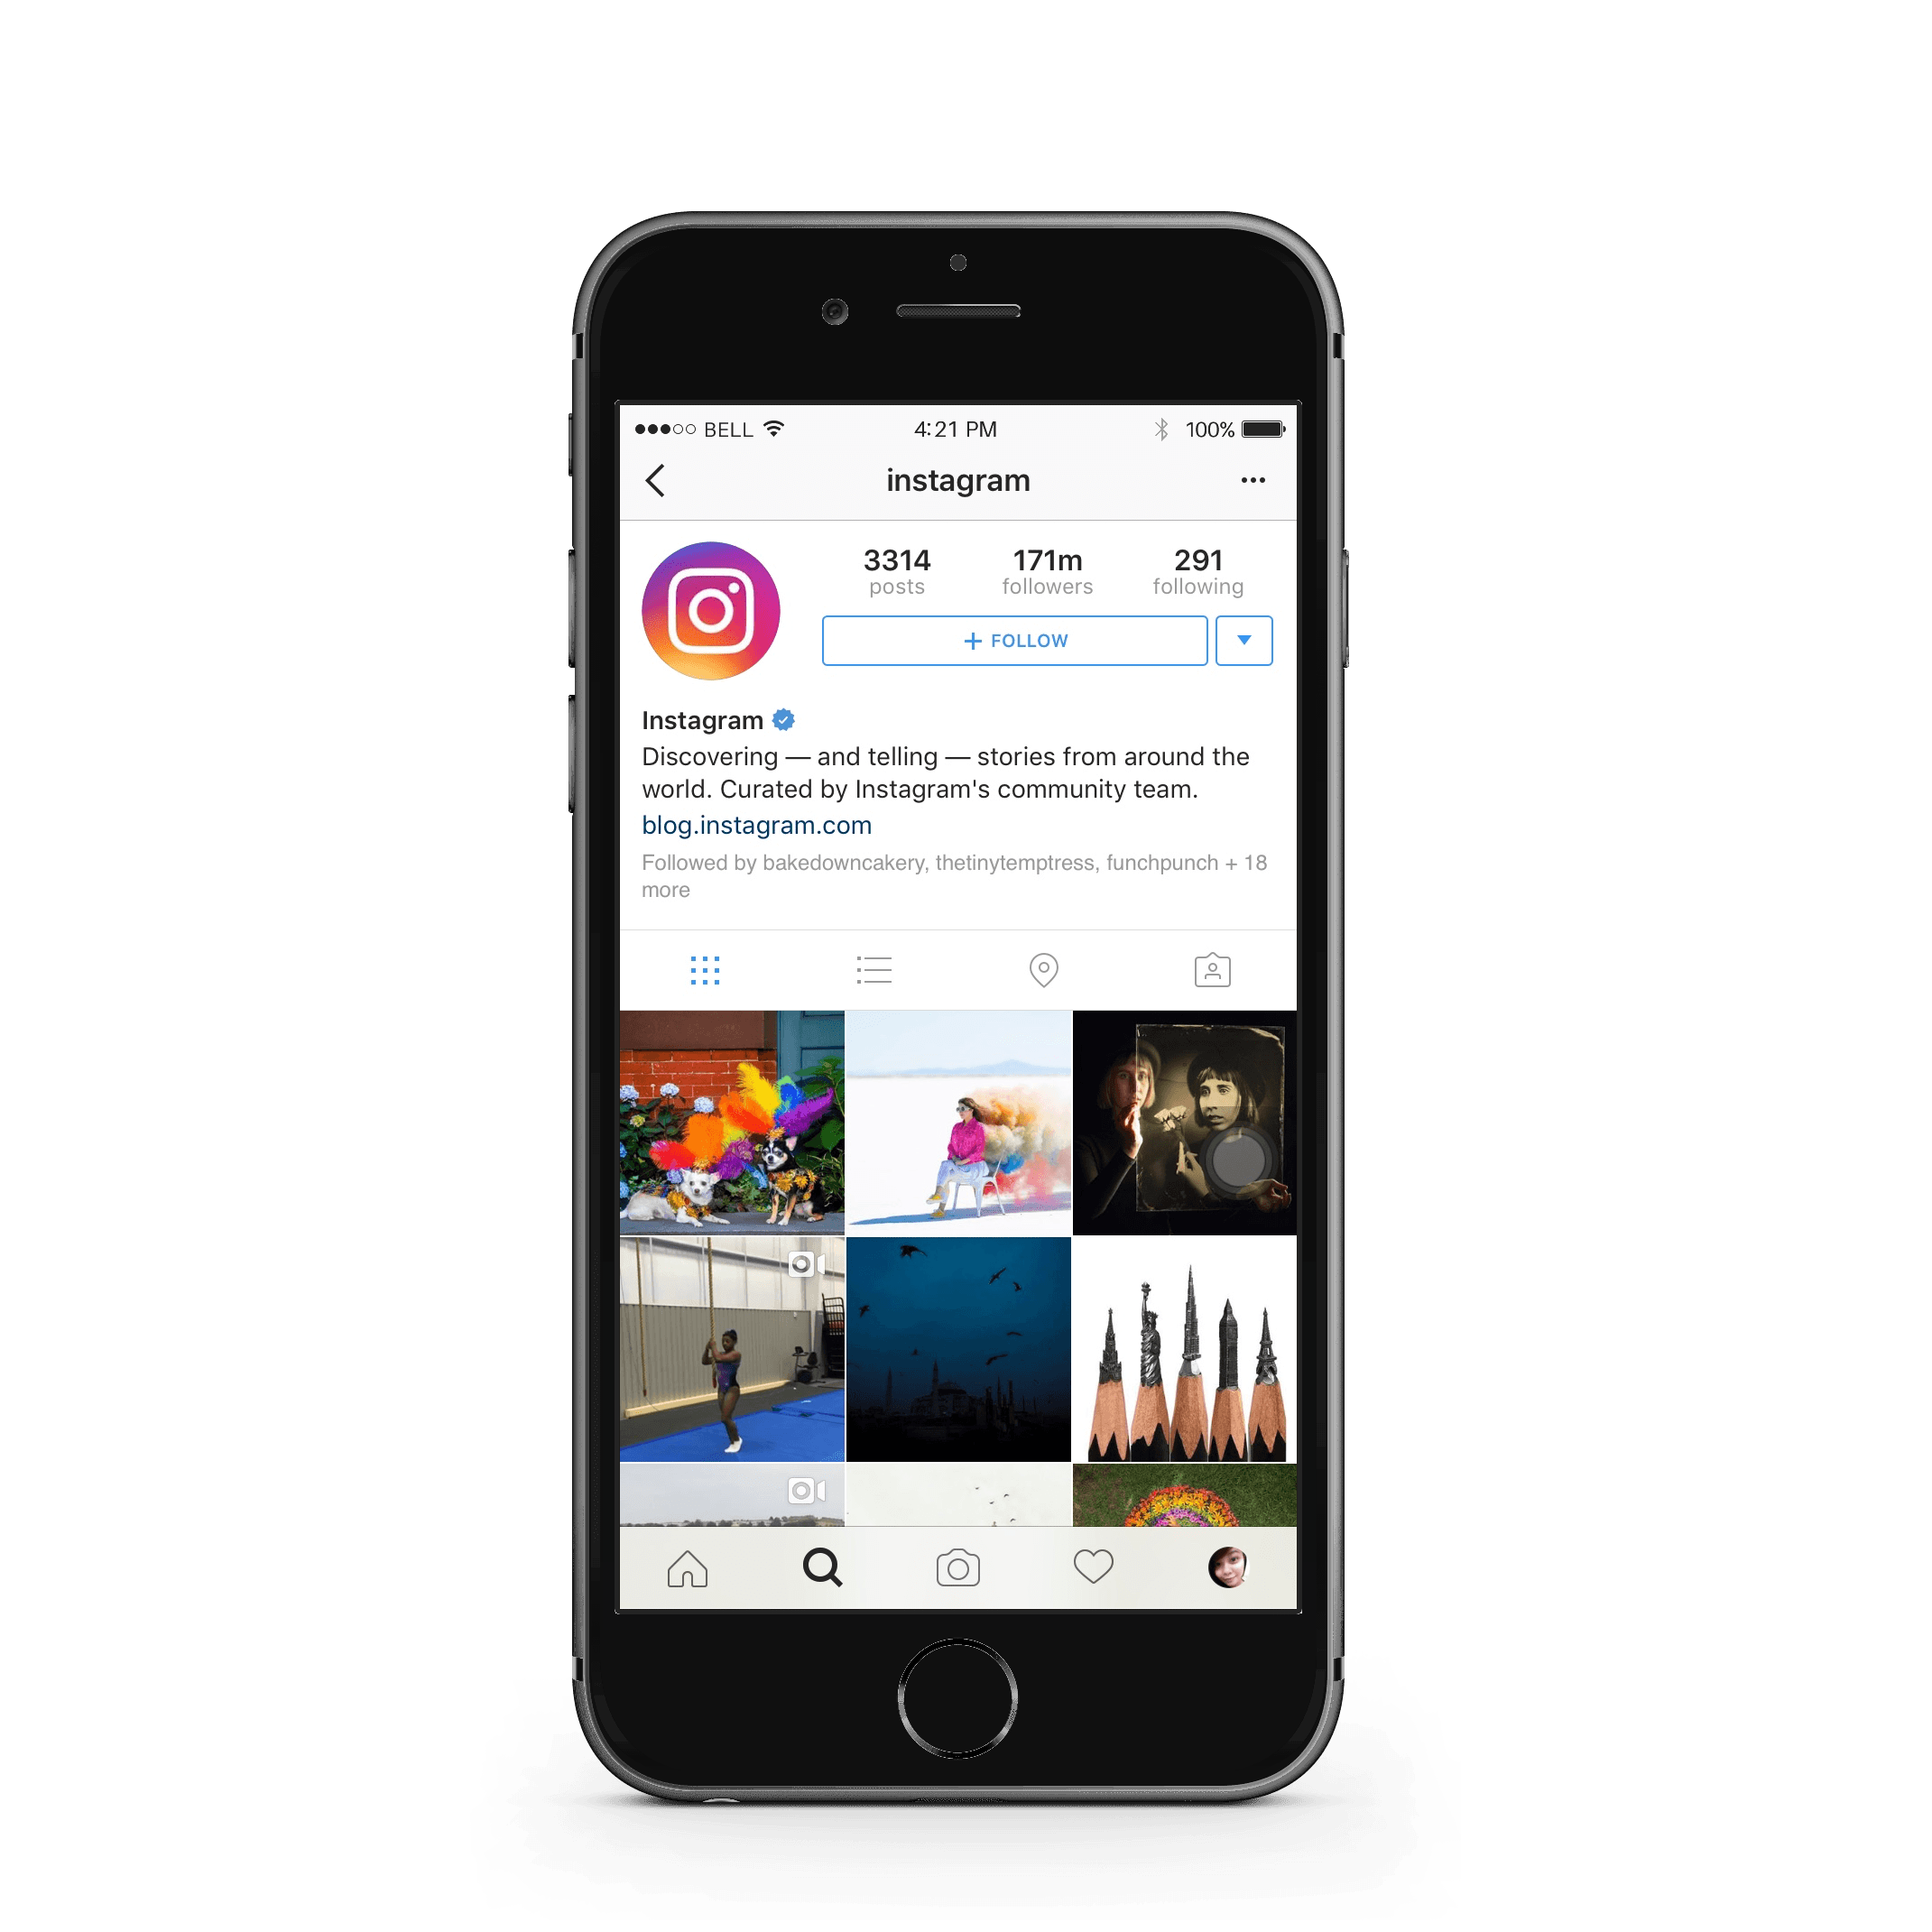 BELL 4:21 PM 100%
instagram
3314 171m 291
posts followers following
+ FOLLOW
Instagram
Discovering — and telling — stories from around the
world. Curated by Instagram's community team.
blog.instagram.com
Followed by bakedowncakery, thetinytemptress, funchpunch + 18
more